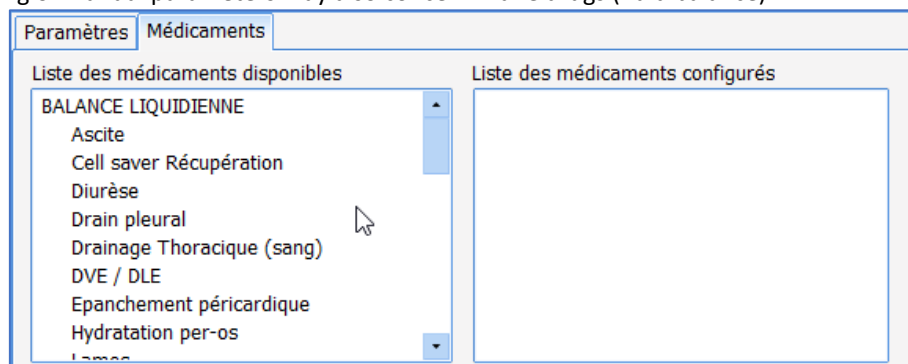 Paramètres Médicaments
Liste des médicaments disponibles Liste des médicaments configurés
BALANCE LIQUIDIENNE
Ascite
Cell saver Récupération
Diurèse
Drain pleural
Drainage Thoracique (sang)
DVE / DLE
Epanchement péricardique
Hydratation per-os